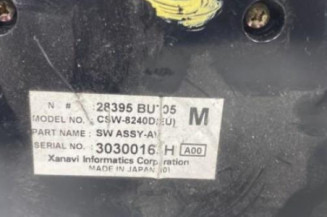 N #: 28395 BU705
MODEL NO.: CSW-8240D(EU) M
PART NAME: SW ASSY-AV
SERIAL NO. 3030016 H A00
Xanavi Informatics Corporation
MADE IN JAPAN